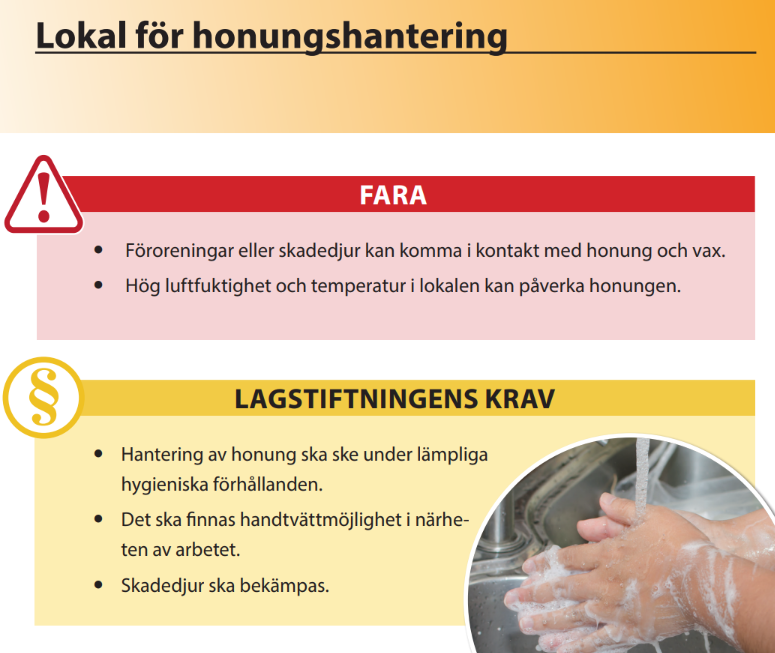 Lokal för honungshantering
FARA
• Föroreningar eller skadedjur kan komma i kontakt med honung och vax.
• Hög luftfuktighet och temperatur i lokalen kan påverka honungen.
§
LAGSTIFTNINGENS KRAV
• Hantering av honung ska ske under lämpliga
hygieniska förhållanden.
• Det ska finnas handtvättmöjlighet i närhe-
ten av arbetet.
• Skadedjur ska bekämpas.